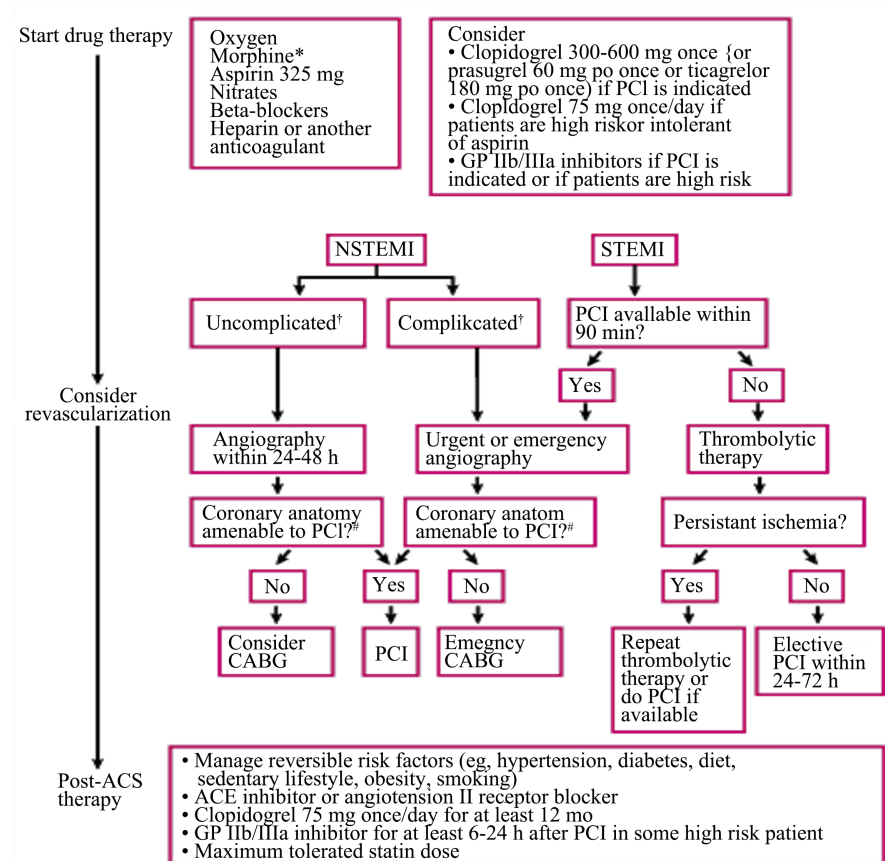 Start drug therapy
Oxygen
Morphine*
Aspirin 325 mg
Nitrates
Beta-blockers
Heparin or another
anticoagulant
Consider
• Clopidogrel 300-600 mg once {or
prasugrel 60 mg po once or ticagrelor
180 mg po once) if PCl is indicated
• Clopldogrel 75 mg once/day if
patients are high riskor intolerant
of aspirin
• GP IIb/IIIa inhibitors if PCI is
indicated or if patients are high risk
NSTEMI
STEMI
Uncomplicated†
Complikcated†
PCI avallable within
90 min?
Yes
No
Consider
revascularization
Angiography
within 24-48 h
Urgent or emergency
angiography
Thrombolytic
therapy
Coronary anatomy
amenable to PCl?#
Coronary anatom
amenable to PCI?#
Persistant ischemia?
No
Yes
No
Yes
No
Consider
CABG
PCI
Emegncy
CABG
Repeat
thrombolytic
therapy or
do PCI if
available
Elective
PCI within
24-72 h
Post-ACS
therapy
• Manage reversible risk factors (eg, hypertension, diabetes, diet,
sedentary lifestyle, obesity, smoking)
• ACE inhibitor or angiotension II receptor blocker
• Clopidogrel 75 mg once/day for at least 12 mo
• GP IIb/IIIa inhibitor for at least 6-24 h after PCI in some high risk patient
• Maximum tolerated statin dose